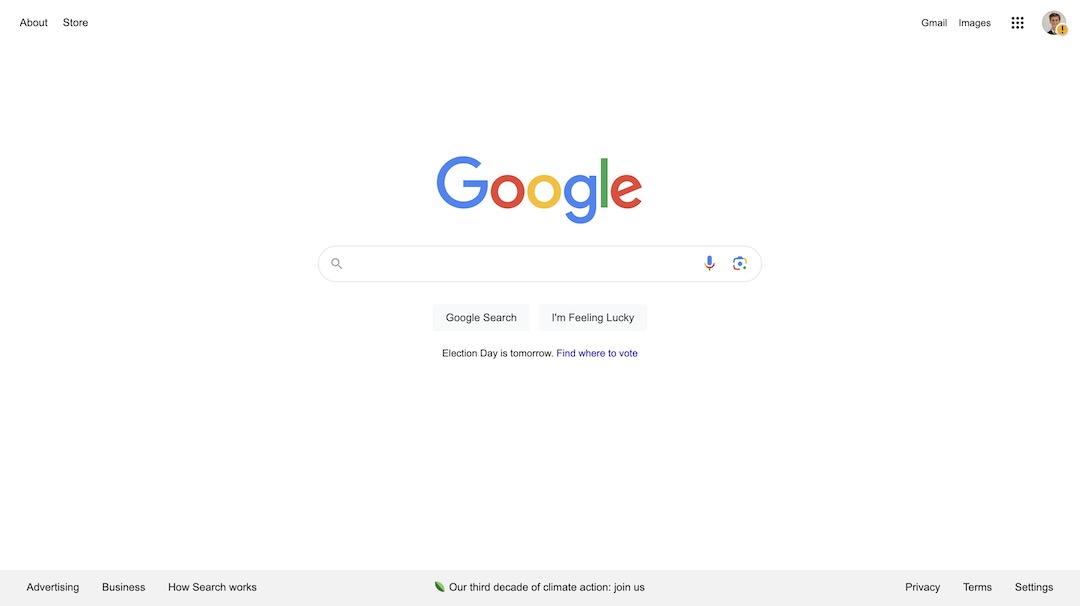 About Store
Gmail Images
Google
Google Search I'm Feeling Lucky
Election Day is tomorrow. Find where to vote
Advertising Business How Search works
Our third decade of climate action: join us
Privacy Terms Settings